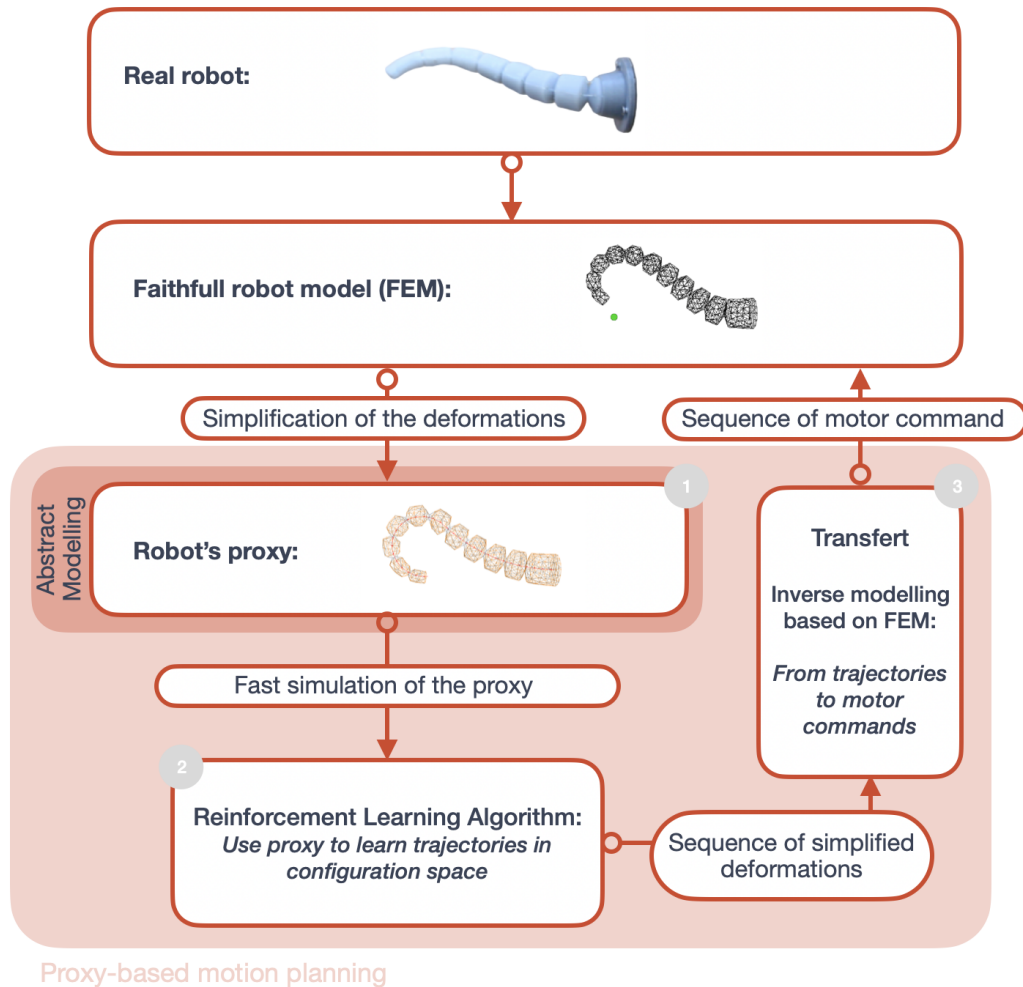 Real robot:
Faithfull robot model (FEM):
Simplification of the deformations
Sequence of motor command
Abstract
Modelling
1
Robot's proxy:
3
Transfert
Inverse modelling
based on FEM:
From trajectories
to motor
commands
Fast simulation of the proxy
2
Reinforcement Learning Algorithm:
Use proxy to learn trajectories in
configuration space
Sequence of simplified
deformations
Proxy-based motion planning